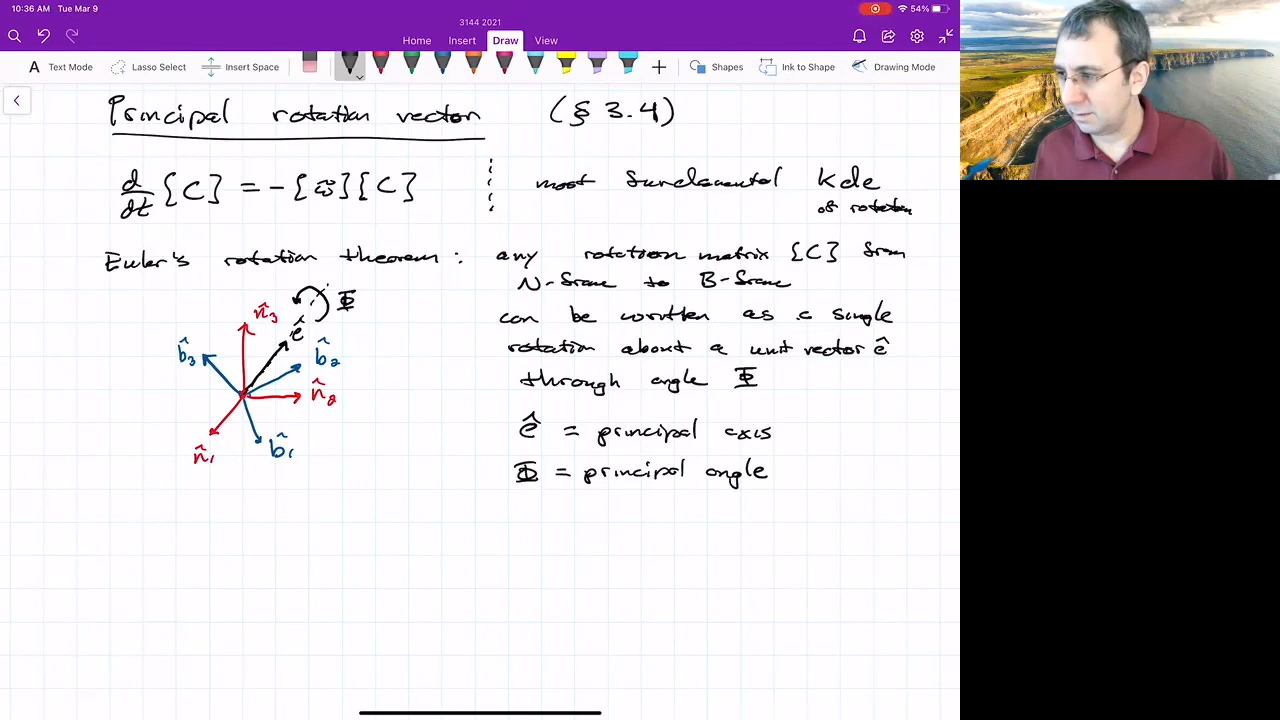 10:36 AM Tue Mar 9
54%
3144 2021
Home Insert Draw View
Text Mode Lasso Select Insert Space Shapes Ink to Shape Drawing Mode
Principal rotation vector (§ 3.4)
d/dt [C] = -[ω̃][C] most fundamental Kde
of rotation
Euler's rotation theorem : any rotation matrix [C] from
N-frame to B-frame
can be written as a single
rotation about a unit vector ê
through angle Φ
ê = principal axis
Φ = principal angle
Φ
n̂₃
ê
b̂₃
b̂₂
n̂₂
n̂₁
b̂₁